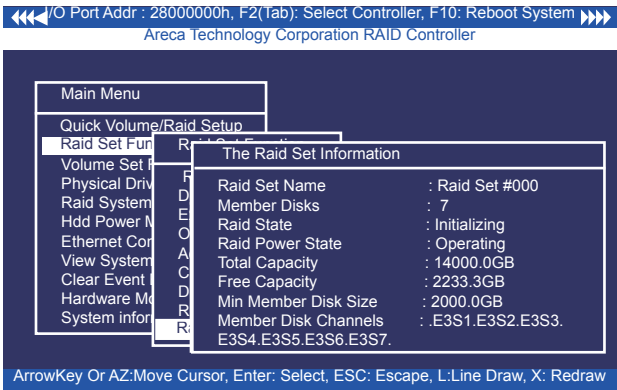 I/O Port Addr : 28000000h, F2(Tab): Select Controller, F10: Reboot System
Areca Technology Corporation RAID Controller
Main Menu
Quick Volume/Raid Setup
Raid Set Fun
Volume Set F
Physical Driv
Raid System
Hdd Power M
Ethernet Con
View System
Clear Event
Hardware Mo
System infor
The Raid Set Information
Raid Set Name : Raid Set #000
Member Disks : 7
Raid State : Initializing
Raid Power State : Operating
Total Capacity : 14000.0GB
Free Capacity : 2233.3GB
Min Member Disk Size : 2000.0GB
Member Disk Channels : .E3S1.E3S2.E3S3.
E3S4.E3S5.E3S6.E3S7.
ArrowKey Or AZ:Move Cursor, Enter: Select, ESC: Escape, L:Line Draw, X: Redraw